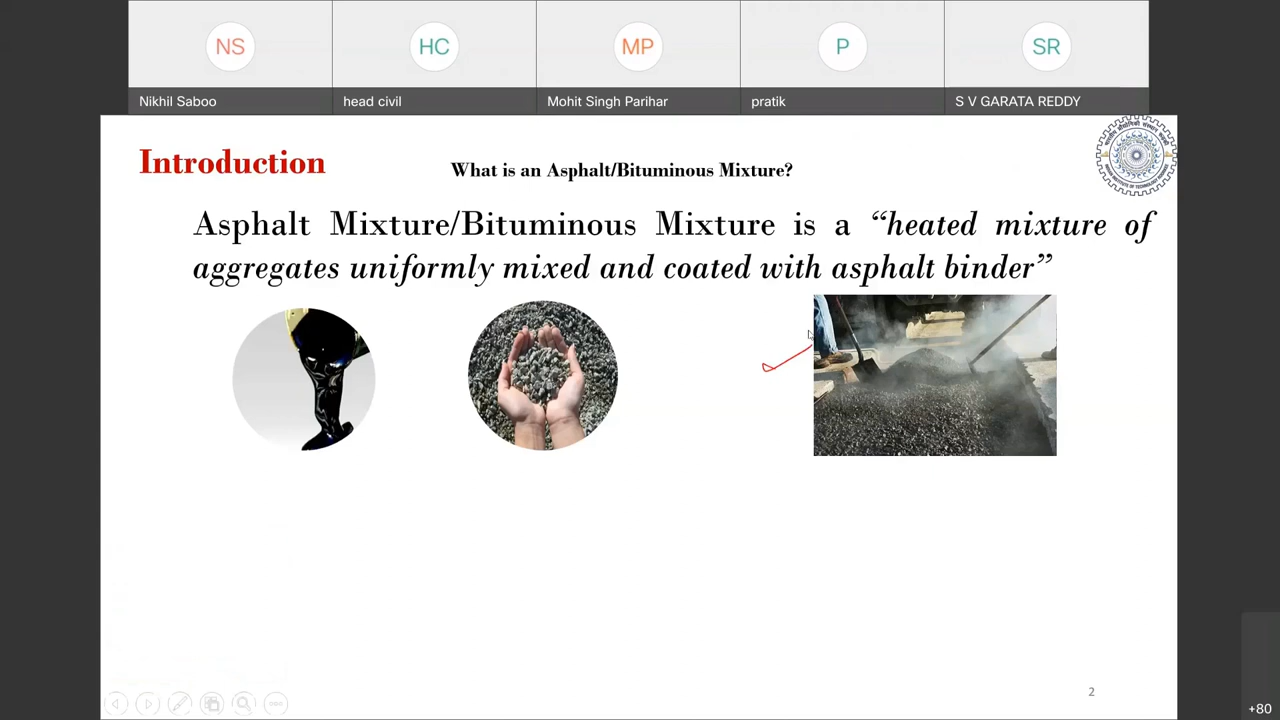 NS
HC
MP
P
SR
Nikhil Saboo
head civil
Mohit Singh Parihar
pratik
S V GARATA REDDY
Introduction
What is an Asphalt/Bituminous Mixture?
Asphalt Mixture/Bituminous Mixture is a “heated mixture of
aggregates uniformly mixed and coated with asphalt binder”
2
+80